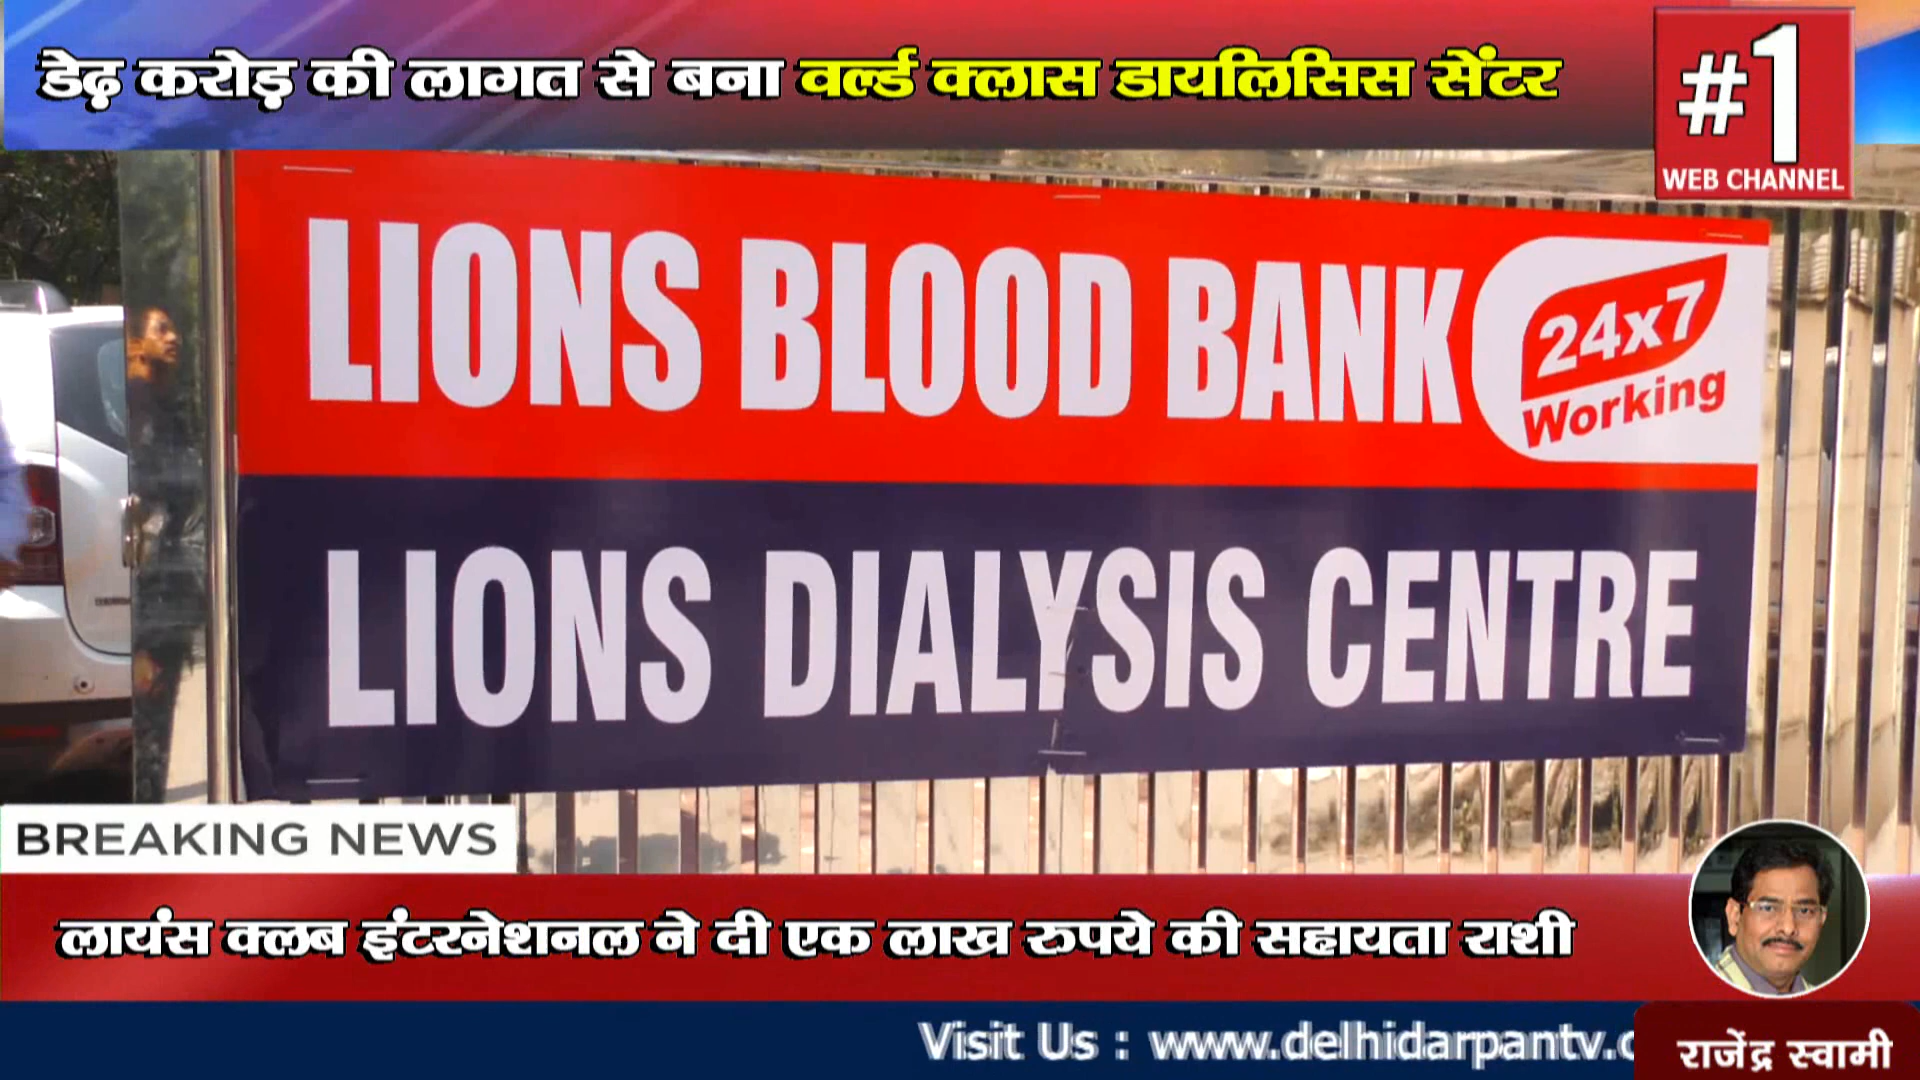 डेढ़ करोड़ की लागत से बना वर्ल्ड क्लास डायलिसिस सेंटर
#1
WEB CHANNEL
LIONS BLOOD BANK
24x7
Working
LIONS DIALYSIS CENTRE
BREAKING NEWS
लायंस क्लब इंटरनेशनल ने दी एक लाख रुपये की सहायता राशी
Visit Us : www.delhidarpantv.c
राजेंद्र स्वामी